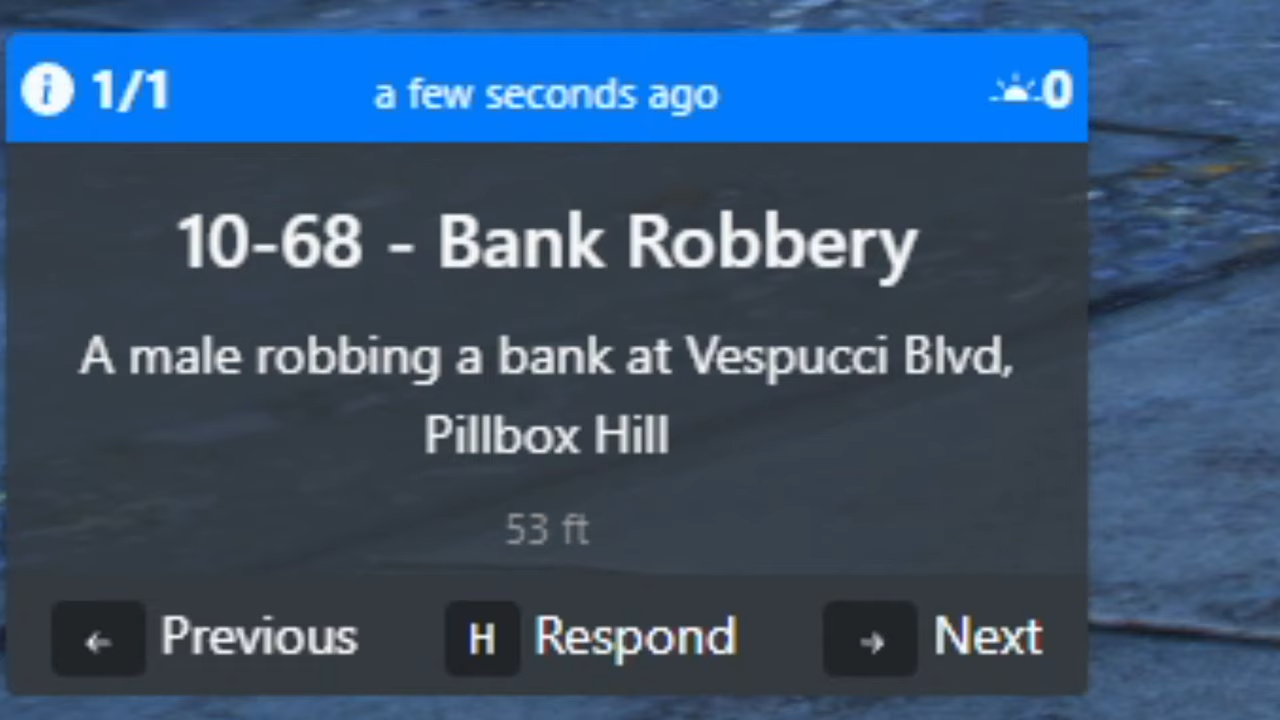 1/1 a few seconds ago 0
10-68 - Bank Robbery
A male robbing a bank at Vespucci Blvd,
Pillbox Hill
53 ft
← Previous H Respond → Next